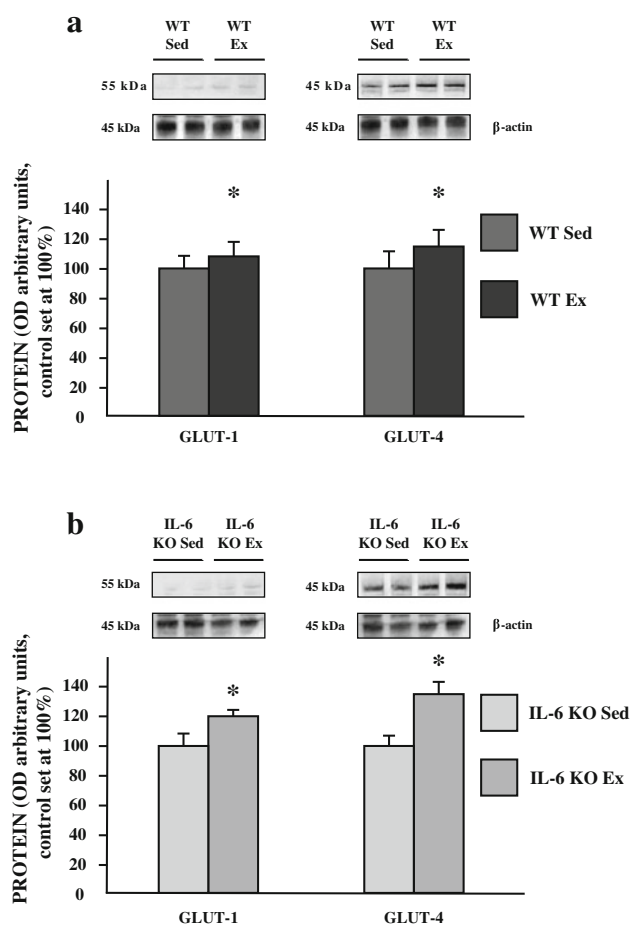 a
WT Sed
WT Ex
WT Sed
WT Ex
55 kDa
45 kDa
45 kDa
45 kDa
β-actin
PROTEIN (OD arbitrary units,
control set at 100%)
140
120
100
80
60
40
20
0
*
*
GLUT-1
GLUT-4
WT Sed
WT Ex
b
IL-6
KO Sed
IL-6
KO Ex
IL-6
KO Sed
IL-6
KO Ex
55 kDa
45 kDa
45 kDa
45 kDa
β-actin
PROTEIN (OD arbitrary units,
control set at 100%)
140
120
100
80
60
40
20
0
*
*
GLUT-1
GLUT-4
IL-6 KO Sed
IL-6 KO Ex